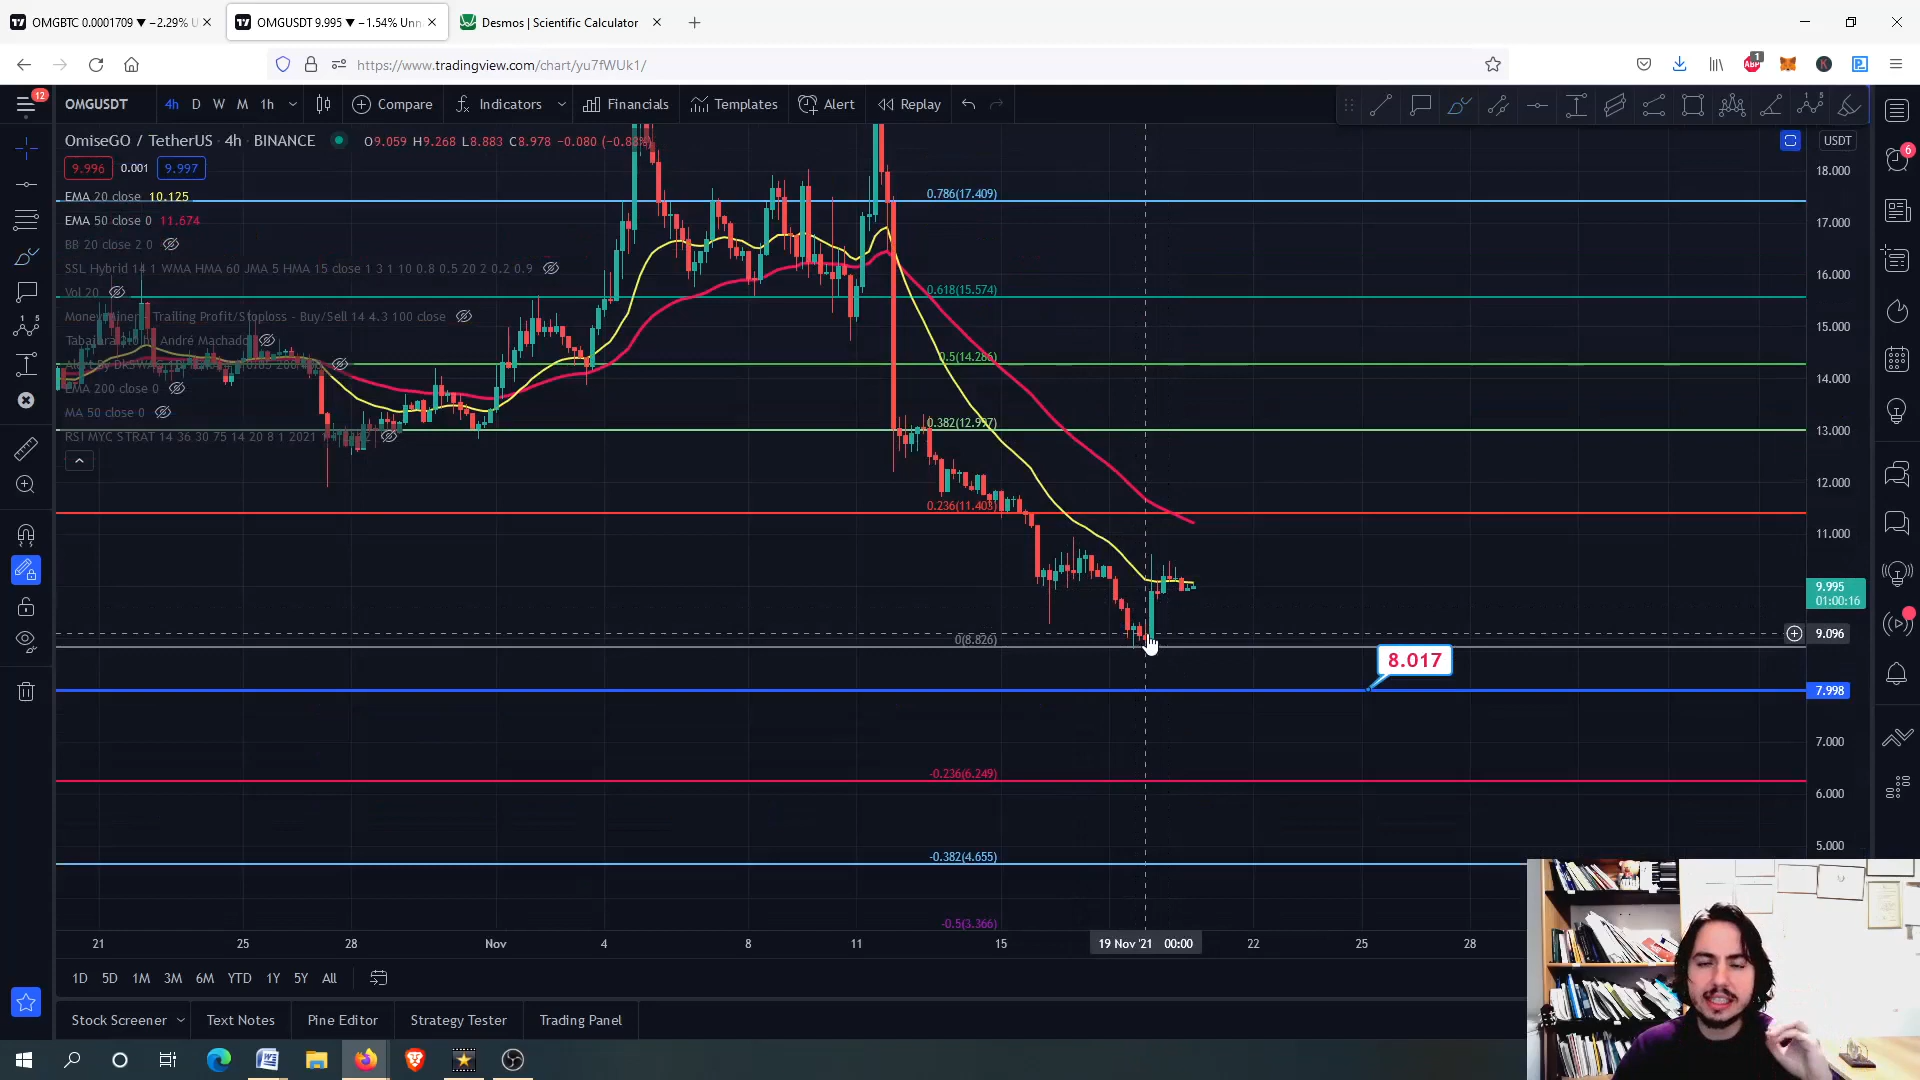 OMGBTC 0.0001709 ▼ −2.29% U
OMGUSDT 9.995 ▼ −1.54% Unn
Desmos | Scientific Calculator
https://www.tradingview.com/chart/yu7fWUk1/
1
12
OMGUSDT 4h D W M 1h Compare Indicators Financials Templates Alert Replay
OmiseGO / TetherUS · 4h · BINANCE O9.059 H9.268 L8.883 C8.978 −0.080 (−0.88%)
USDT
9.996 0.001 9.997
EMA 20 close 10.125
EMA 50 close 0 11.674
BB 20 close 2 0
SSL Hybrid 14 1 WMA HMA 60 JMA 5 HMA 15 close 1 3 1 10 0.8 0.5 20 2 0.2 0.9
Vol 20
Trailing Profit/Stoploss - Buy/Sell 14 4.3 100 close
André Machado
EMA 200 close 0
MA 50 close 0
RSI MYC STRAT 14 36 30 75 14 20 8 1 2021
0.786(17.409)
0.618(15.574)
0.5(14.286)
0.382(12.997)
0.236(11.403)
0(8.826)
8.017
-0.236(6.249)
-0.382(4.655)
-0.5(3.366)
18.000
17.000
16.000
15.000
14.000
13.000
12.000
11.000
9.995
01:00:16
9.096
7.998
7.000
6.000
5.000
6
21 25 28 Nov 4 8 11 15 19 Nov '21 00:00 22 25 28
1D 5D 1M 3M 6M YTD 1Y 5Y All
Stock Screener Text Notes Pine Editor Strategy Tester Trading Panel